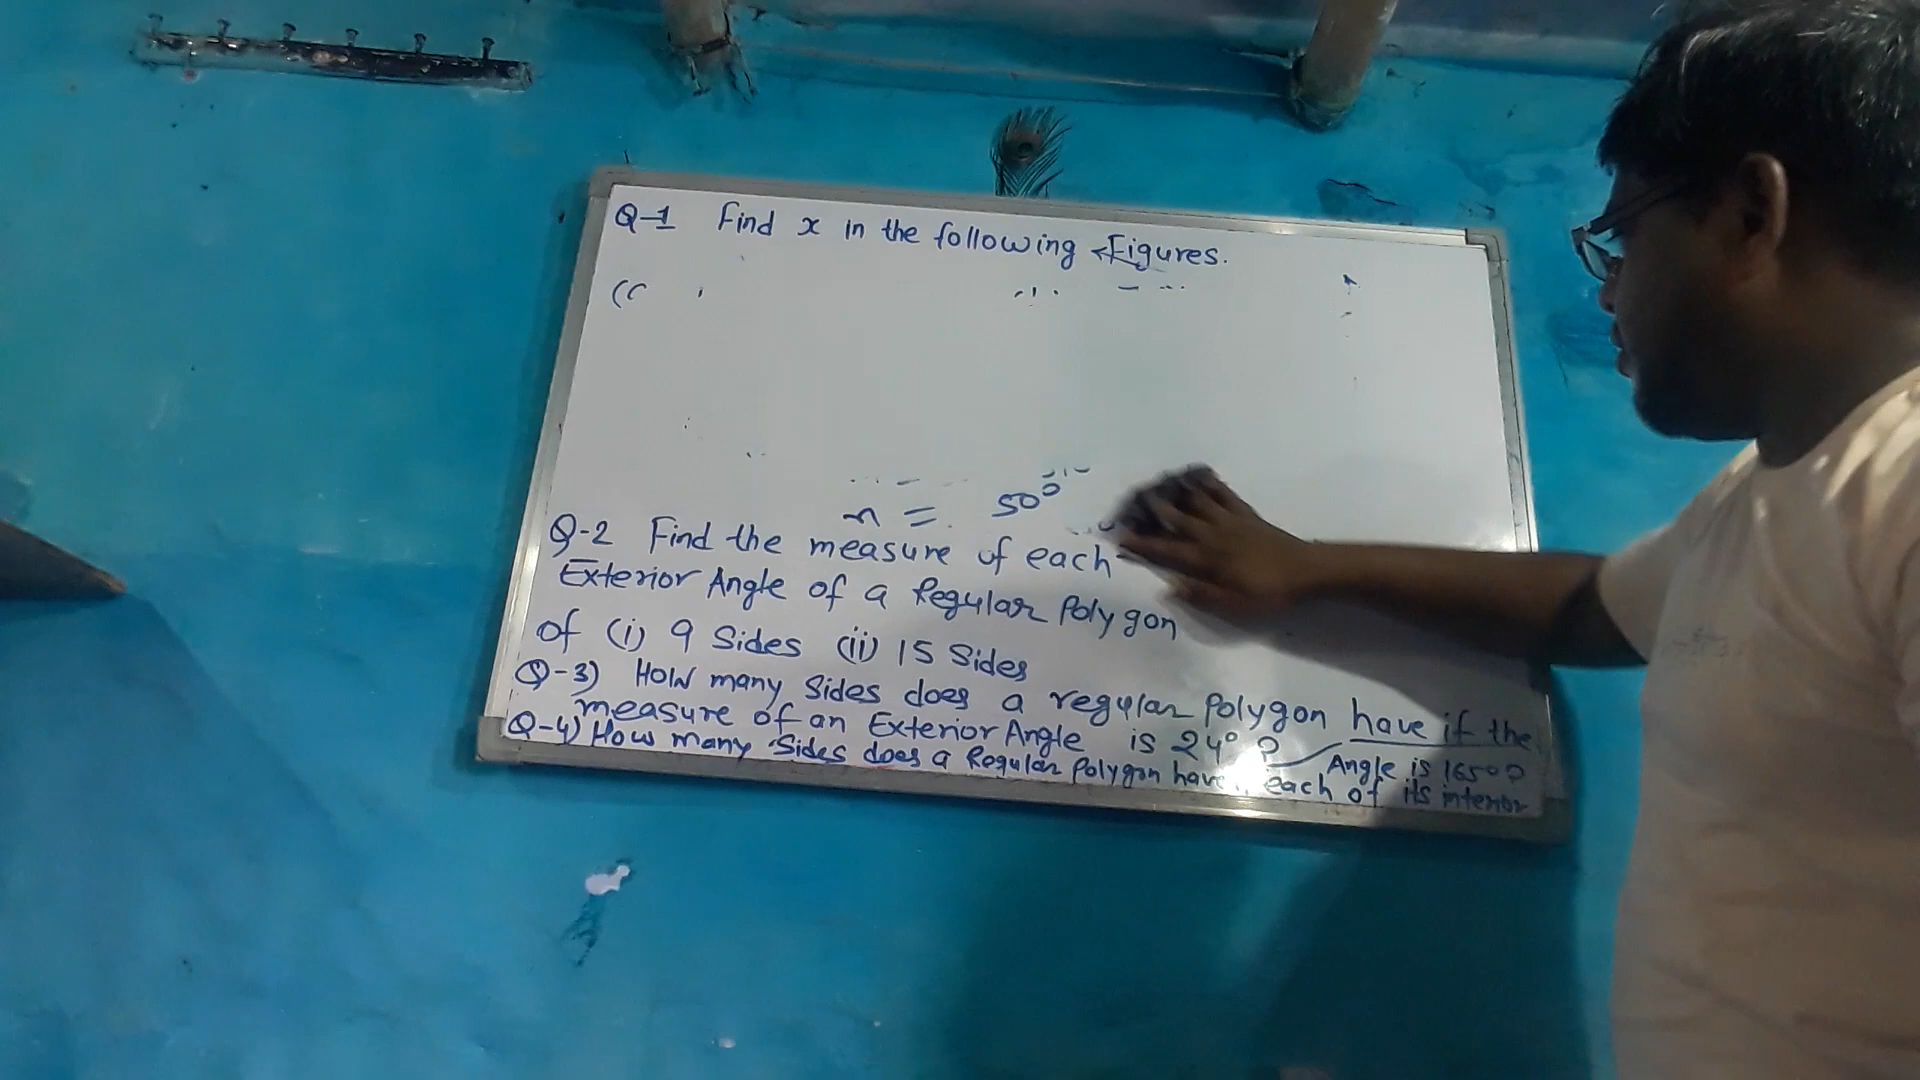 Q-1 Find x in the following Figures.
x = 50°
Q-2 Find the measure of each
Exterior Angle of a Regular Polygon
of (i) 9 Sides (ii) 15 Sides
Q-3) How many Sides does a regular Polygon have if the
measure of an Exterior Angle is 24°?
Q-4) How many Sides does a Regular Polygon have each of its interior
Angle is 165°?